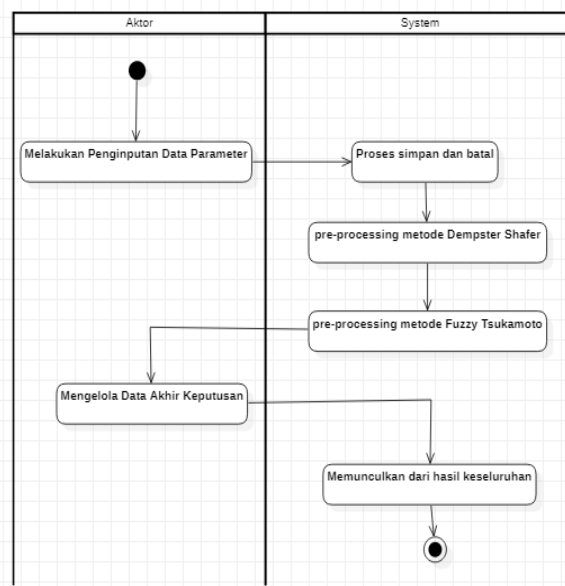 Aktor
System
Melakukan Penginputan Data Parameter
Proses simpan dan batal
pre-processing metode Dempster Shafer
pre-processing metode Fuzzy Tsukamoto
Mengelola Data Akhir Keputusan
Memunculkan dari hasil keseluruhan